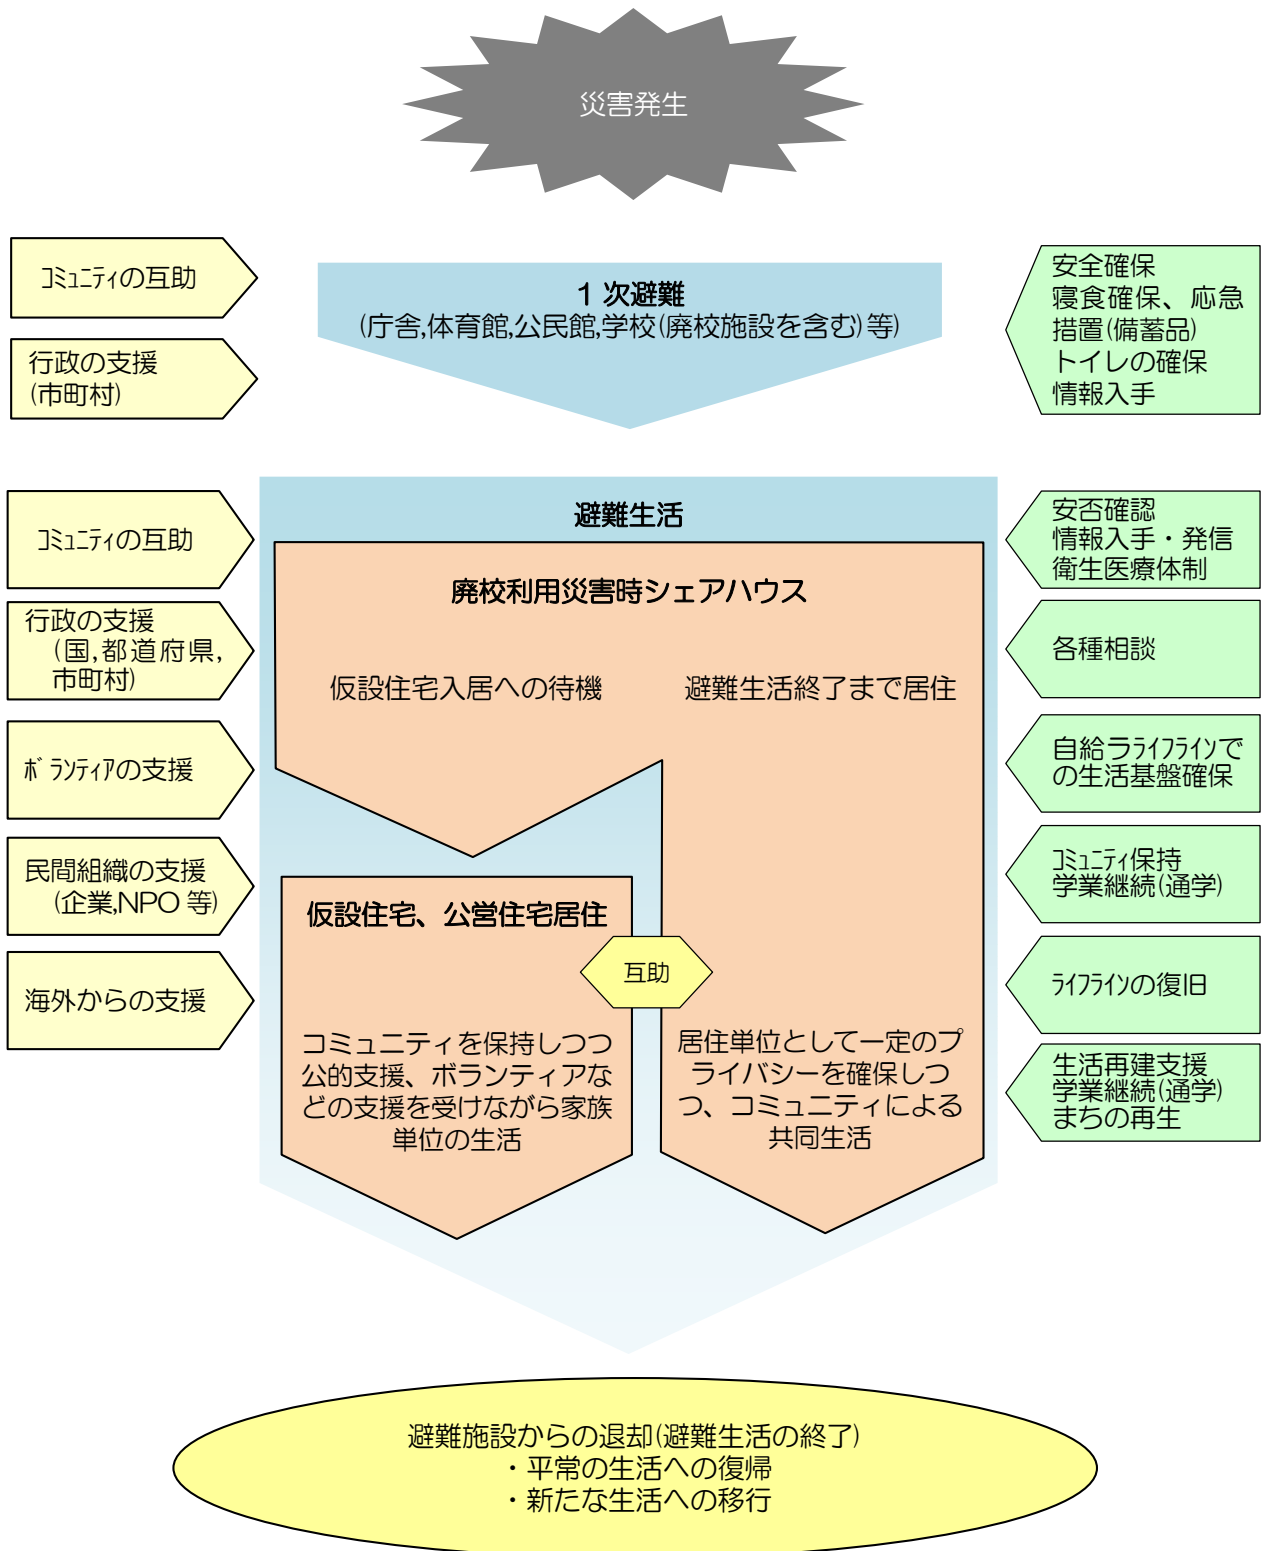 災害発生
コミュニティの互助
行政の支援
(市町村)
1 次避難
(庁舎,体育館,公民館,学校(廃校施設を含む)等)
安全確保
寝食確保、応急
措置(備蓄品)
トイレの確保
情報入手
避難生活
コミュニティの互助
行政の支援
(国,都道府県,
市町村)
ボランティアの支援
民間組織の支援
(企業,NPO 等)
海外からの支援
廃校利用災害時シェアハウス
仮設住宅入居への待機
避難生活終了まで居住
仮設住宅、公営住宅居住
互助
コミュニティを保持しつつ
公的支援、ボランティアな
どの支援を受けながら家族
単位の生活
居住単位として一定のプ
ライバシーを確保しつ
つ、コミュニティによる
共同生活
安否確認
情報入手・発信
衛生医療体制
各種相談
自給ラライフラインで
の生活基盤確保
コミュニティ保持
学業継続(通学)
ライフラインの復旧
生活再建支援
学業継続(通学)
まちの再生
避難施設からの退却(避難生活の終了)
・平常の生活への復帰
・新たな生活への移行